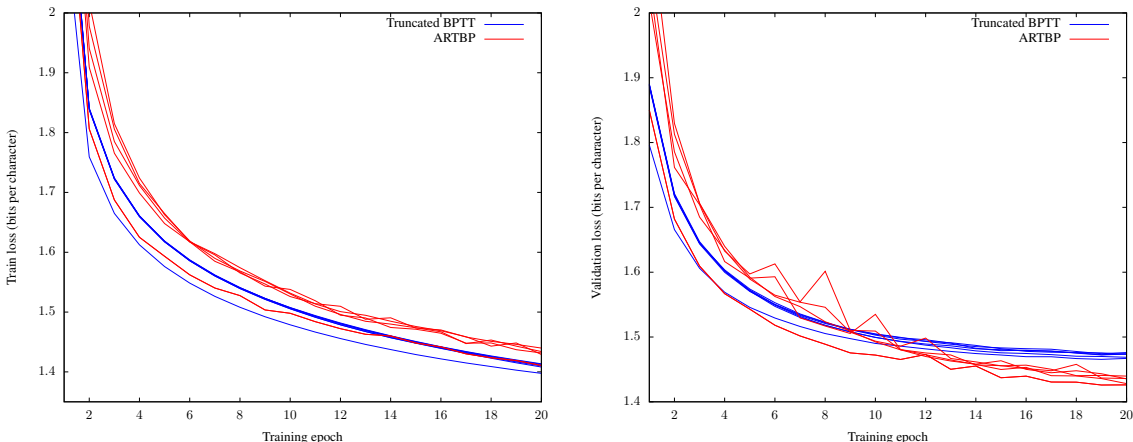 Truncated BPTT
ARTBP
Train loss (bits per character)
2
1.9
1.8
1.7
1.6
1.5
1.4
2 4 6 8 10 12 14 16 18 20
Training epoch
Truncated BPTT
ARTBP
Validation loss (bits per character)
2
1.9
1.8
1.7
1.6
1.5
1.4
2 4 6 8 10 12 14 16 18 20
Training epoch